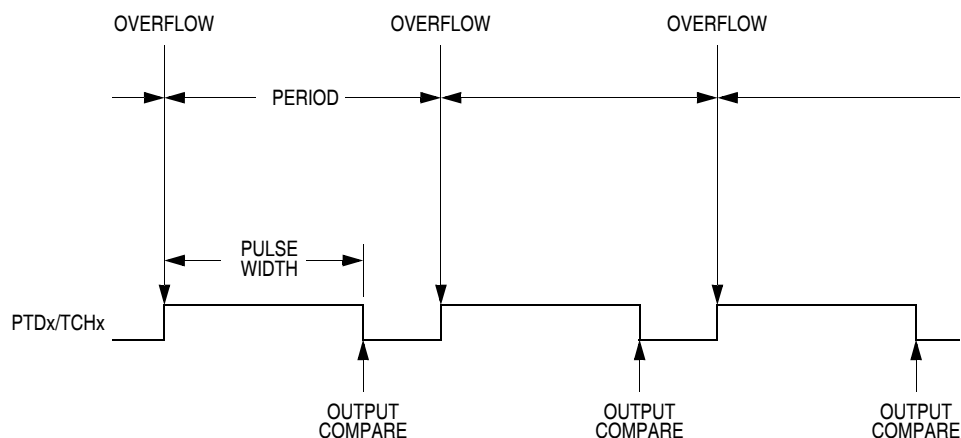 OVERFLOW
OVERFLOW
OVERFLOW
PERIOD
PULSE
WIDTH
PTDx/TCHx
OUTPUT
COMPARE
OUTPUT
COMPARE
OUTPUT
COMPARE